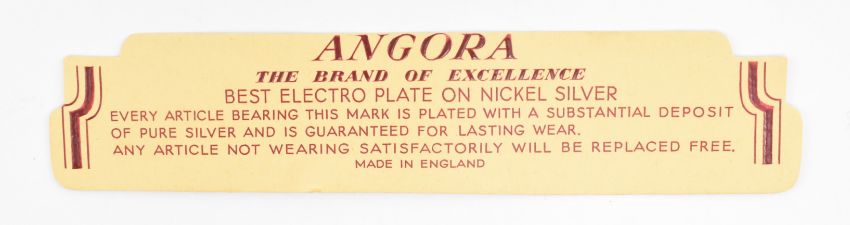 ANGORA
THE BRAND OF EXCELLENCE
BEST ELECTRO PLATE ON NICKEL SILVER
EVERY ARTICLE BEARING THIS MARK IS PLATED WITH A SUBSTANTIAL DEPOSIT
OF PURE SILVER AND IS GUARANTEED FOR LASTING WEAR.
ANY ARTICLE NOT WEARING SATISFACTORILY WILL BE REPLACED FREE.
MADE IN ENGLAND